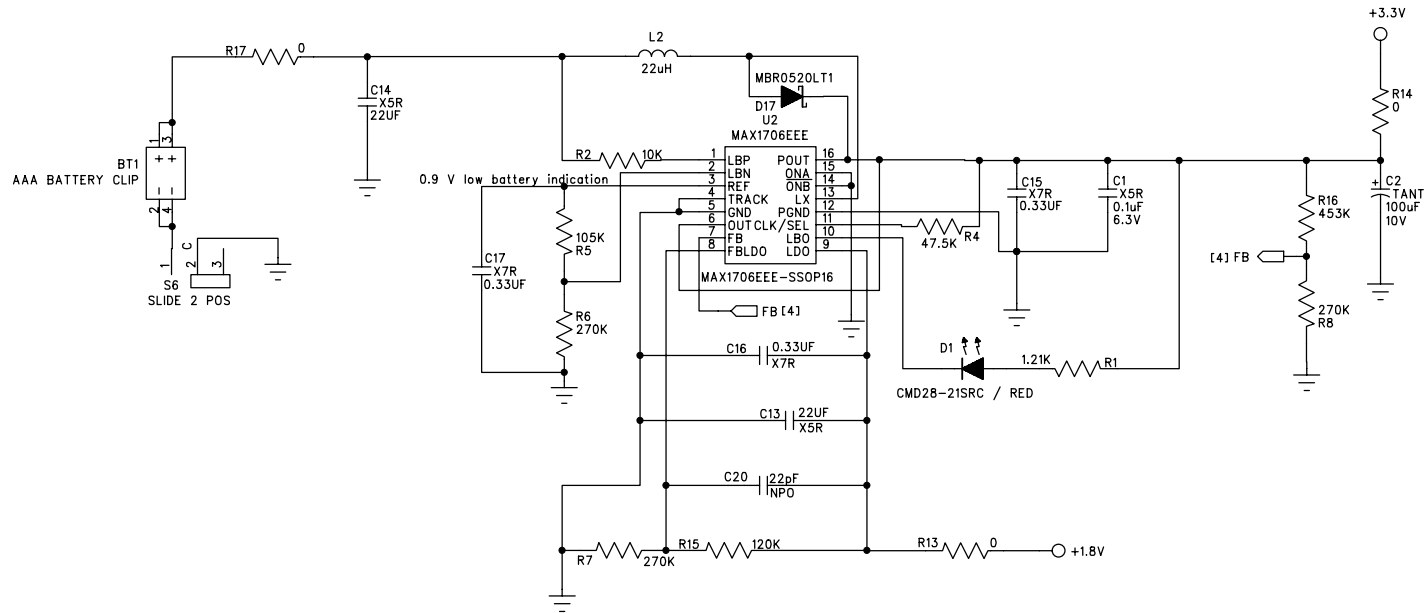 +3.3V
R17
0
L2
22uH
MBR0520LT1
D17
U2
MAX1706EEE
C14
X5R
22UF
R14
0
1
3
BT1
AAA BATTERY CLIP
2
4
R2
10K
0.9 V low battery indication
1
2
3
4
5
6
7
8
LBP
LBN
REF
TRACK
GND
OUT
FB
FBLDO
POUT
ONA
ONB
LX
PGND
CLK/SEL
LBO
LDO
16
15
14
13
12
11
10
9
MAX1706EEE-SSOP16
47.5K
R4
C15
X7R
0.33UF
C1
X5R
0.1uF
6.3V
R16
453K
+
C2
TANT
100uF
10V
[4] FB
270K
R8
105K
R5
C17
X7R
0.33UF
R6
270K
1
2
C
3
S6
SLIDE 2 POS
FB [4]
C16
0.33UF
X7R
D1
1.21K
R1
CMD28-21SRC / RED
C13
22UF
X5R
C20
22pF
NPO
R7
270K
R15
120K
R13
0
+1.8V